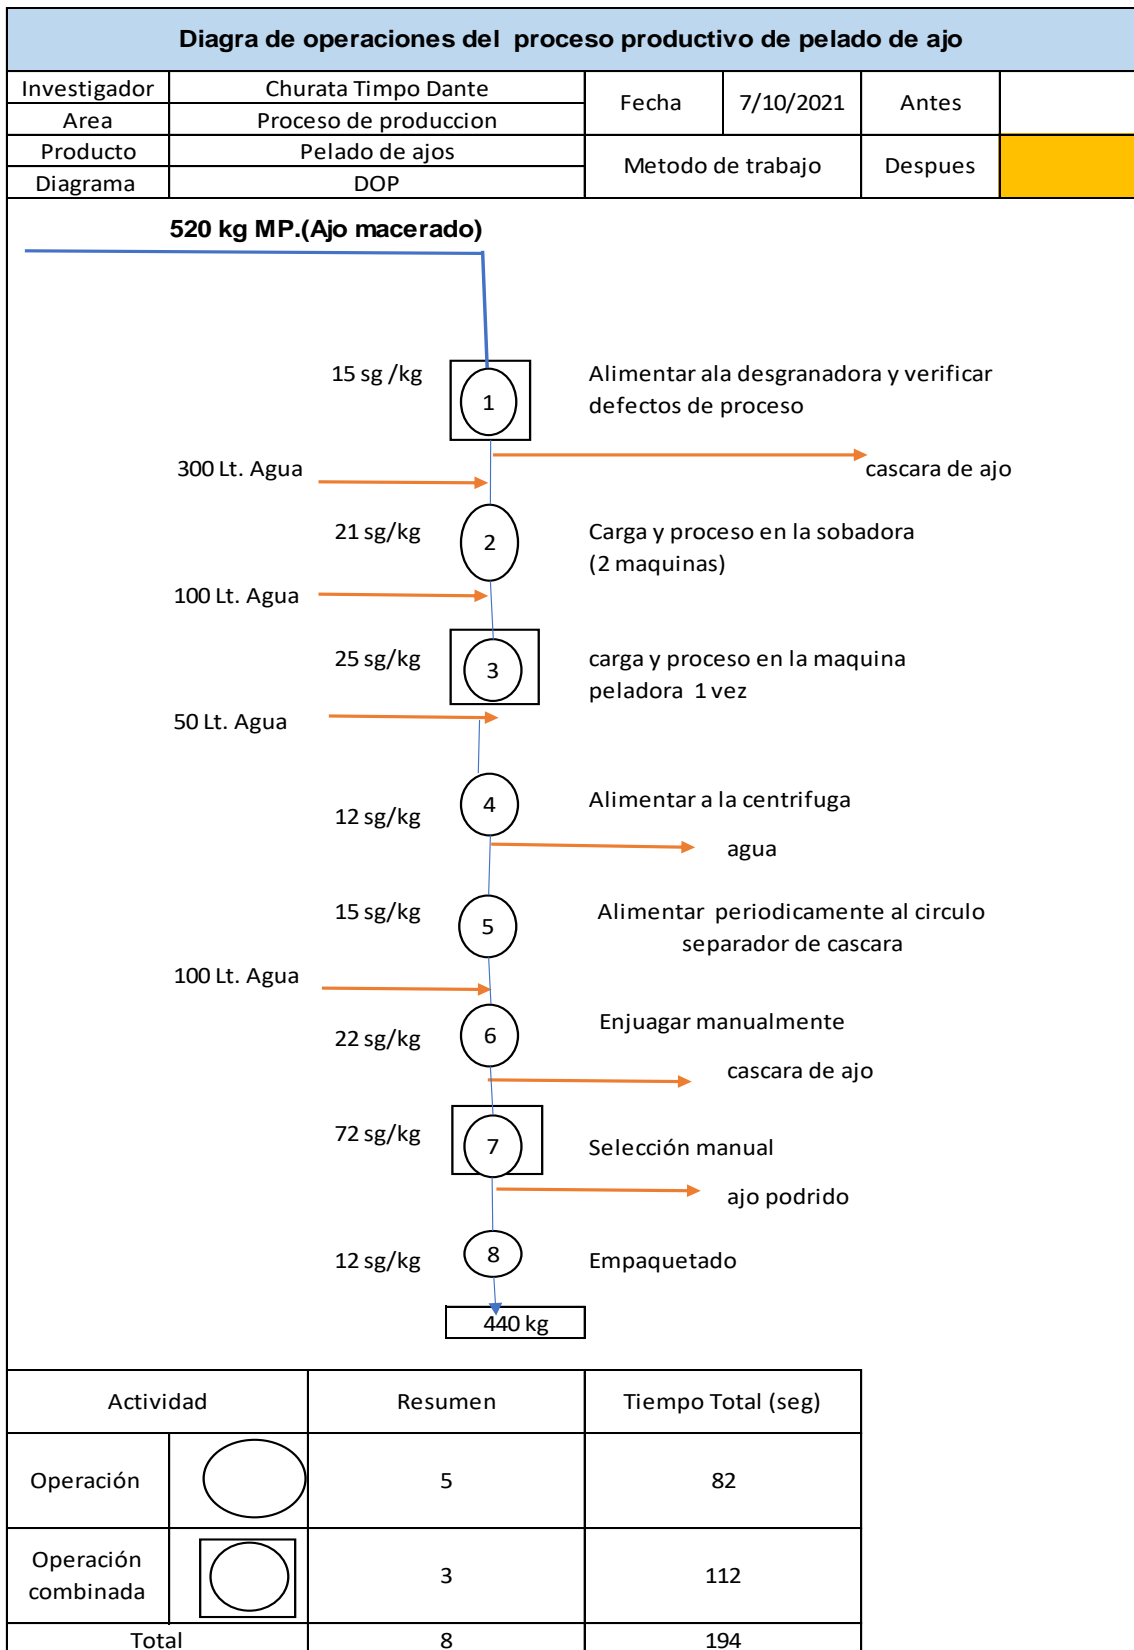 Diagra de operaciones del proceso productivo de pelado de ajo
Investigador
Churata Timpo Dante
Fecha
7/10/2021
Antes
Area
Proceso de produccion
Producto
Pelado de ajos
Metodo de trabajo
Despues
Diagrama
DOP
520 kg MP.(Ajo macerado)
15 sg /kg
1
Alimentar ala desgranadora y verificar
defectos de proceso
300 Lt. Agua
cascara de ajo
21 sg/kg
2
Carga y proceso en la sobadora
(2 maquinas)
100 Lt. Agua
25 sg/kg
3
carga y proceso en la maquina
peladora 1 vez
50 Lt. Agua
12 sg/kg
4
Alimentar a la centrifuga
agua
15 sg/kg
5
Alimentar periodicamente al circulo
separador de cascara
100 Lt. Agua
22 sg/kg
6
Enjuagar manualmente
cascara de ajo
72 sg/kg
7
Selección manual
ajo podrido
12 sg/kg
8
Empaquetado
440 kg
Actividad
Resumen
Tiempo Total (seg)
Operación
5
82
Operación
combinada
3
112
Total
8
194